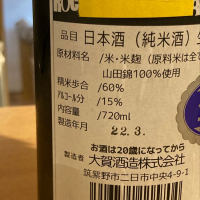 品目 日本酒（純米酒）
原材料名 /米・米麹（原料米は全て
山田錦100%使用
精米歩合 /60%
アルコール分 /15%
内容量 /720ml
製造年月 22.3.
お酒は20歳になってから
製造者 大賀酒造株式会社
筑紫野市二日市中央4-9-1